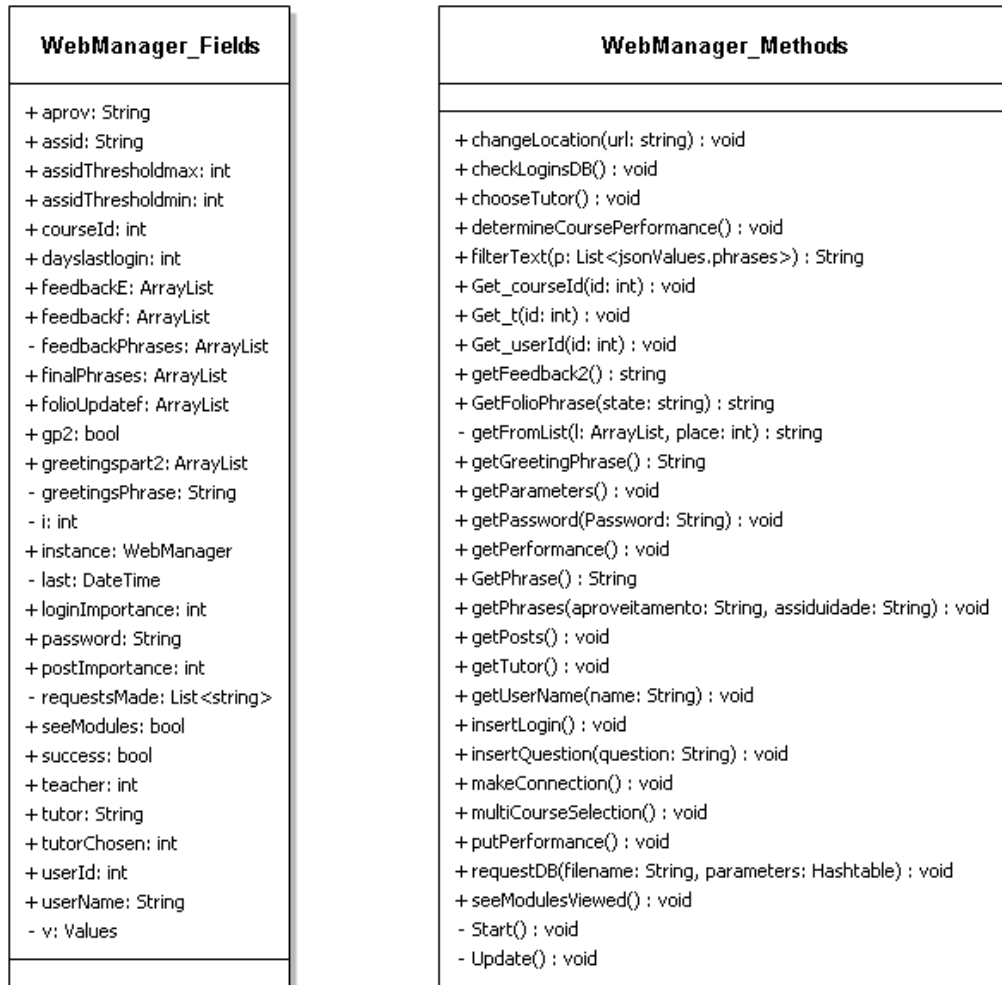 WebManager_Fields
+ aprov: String
+ assid: String
+ assidThresholdmax: int
+ assidThresholdmin: int
+ courseId: int
+ dayslastlogin: int
+ feedbackE: ArrayList
+ feedbackf: ArrayList
- feedbackPhrases: ArrayList
+ finalPhrases: ArrayList
+ folioUpdatef: ArrayList
+ gp2: bool
+ greetingspart2: ArrayList
- greetingsPhrase: String
- i: int
+ instance: WebManager
- last: DateTime
+ loginImportance: int
+ password: String
+ postImportance: int
- requestsMade: List<string>
+ seeModules: bool
+ success: bool
+ teacher: int
+ tutor: String
+ tutorChosen: int
+ userId: int
+ userName: String
- v: Values
WebManager_Methods
+ changeLocation(url: string) : void
+ checkLoginsDB() : void
+ chooseTutor() : void
+ determineCoursePerformance() : void
+ filterText(p: List<jsonValues.phrases>) : String
+ Get_courseId(id: int) : void
+ Get_t(id: int) : void
+ Get_userId(id: int) : void
+ getFeedback2() : string
+ GetFolioPhrase(state: string) : string
- getFromList(l: ArrayList, place: int) : string
+ getGreetingPhrase() : String
+ getParameters() : void
+ getPassword(Password: String) : void
+ getPerformance() : void
+ GetPhrase() : String
+ getPhrases(aproveitamento: String, assiduidade: String) : void
+ getPosts() : void
+ getTutor() : void
+ getUserName(name: String) : void
+ insertLogin() : void
+ insertQuestion(question: String) : void
+ makeConnection() : void
+ multiCourseSelection() : void
+ putPerformance() : void
+ requestDB(filename: String, parameters: Hashtable) : void
+ seeModulesViewed() : void
- Start() : void
- Update() : void